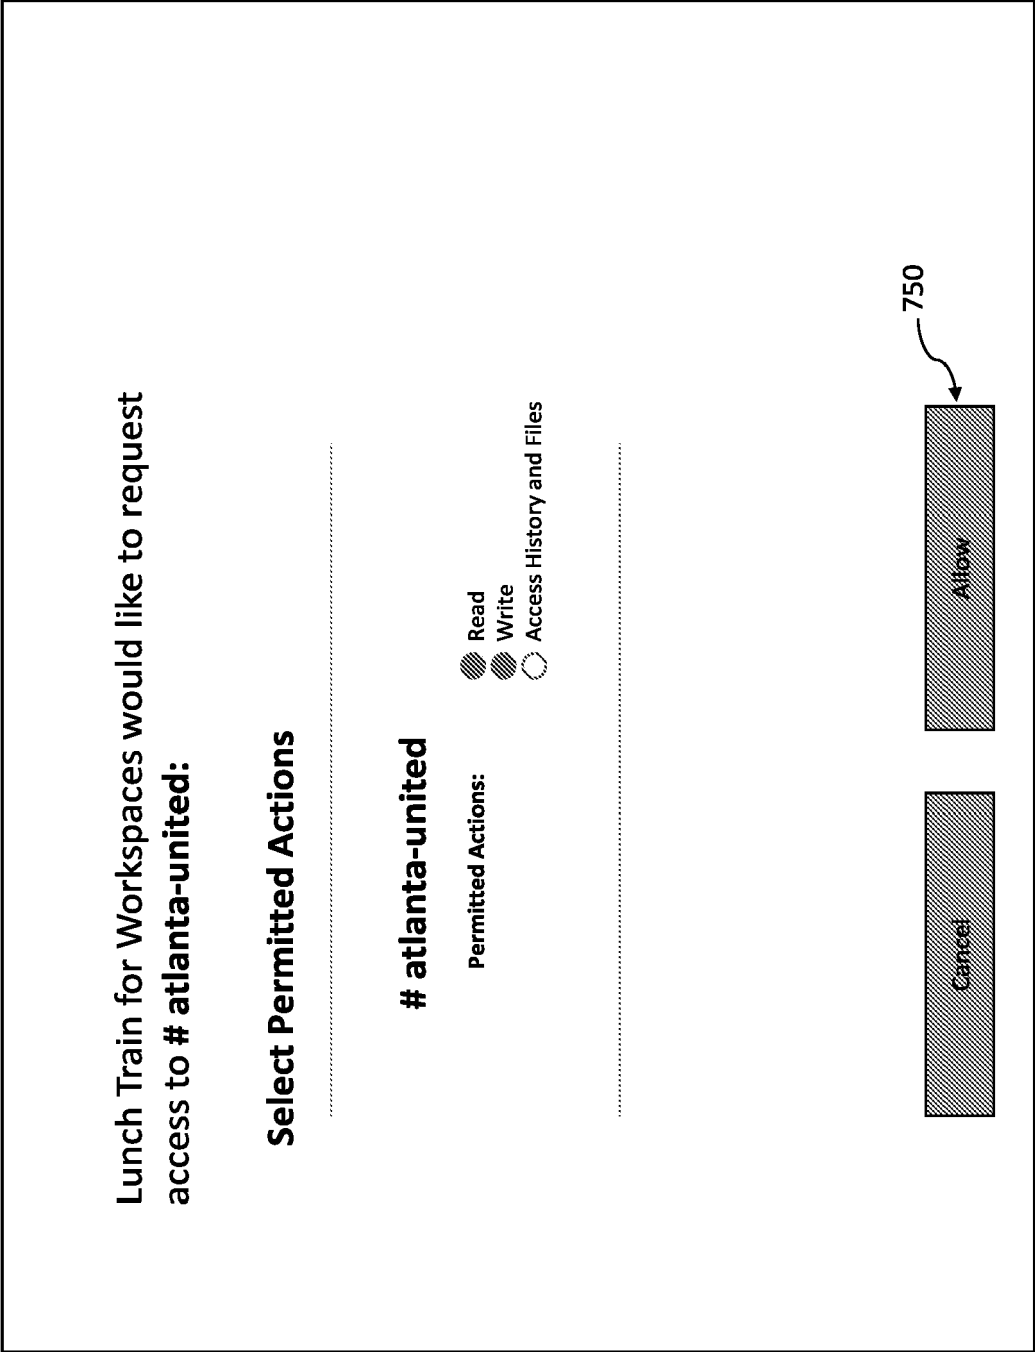 Lunch Train for Workspaces would like to request
access to # atlanta-united:
Select Permitted Actions
# atlanta-united
Permitted Actions:
Read
Write
Access History and Files
Cancel
Allow
750